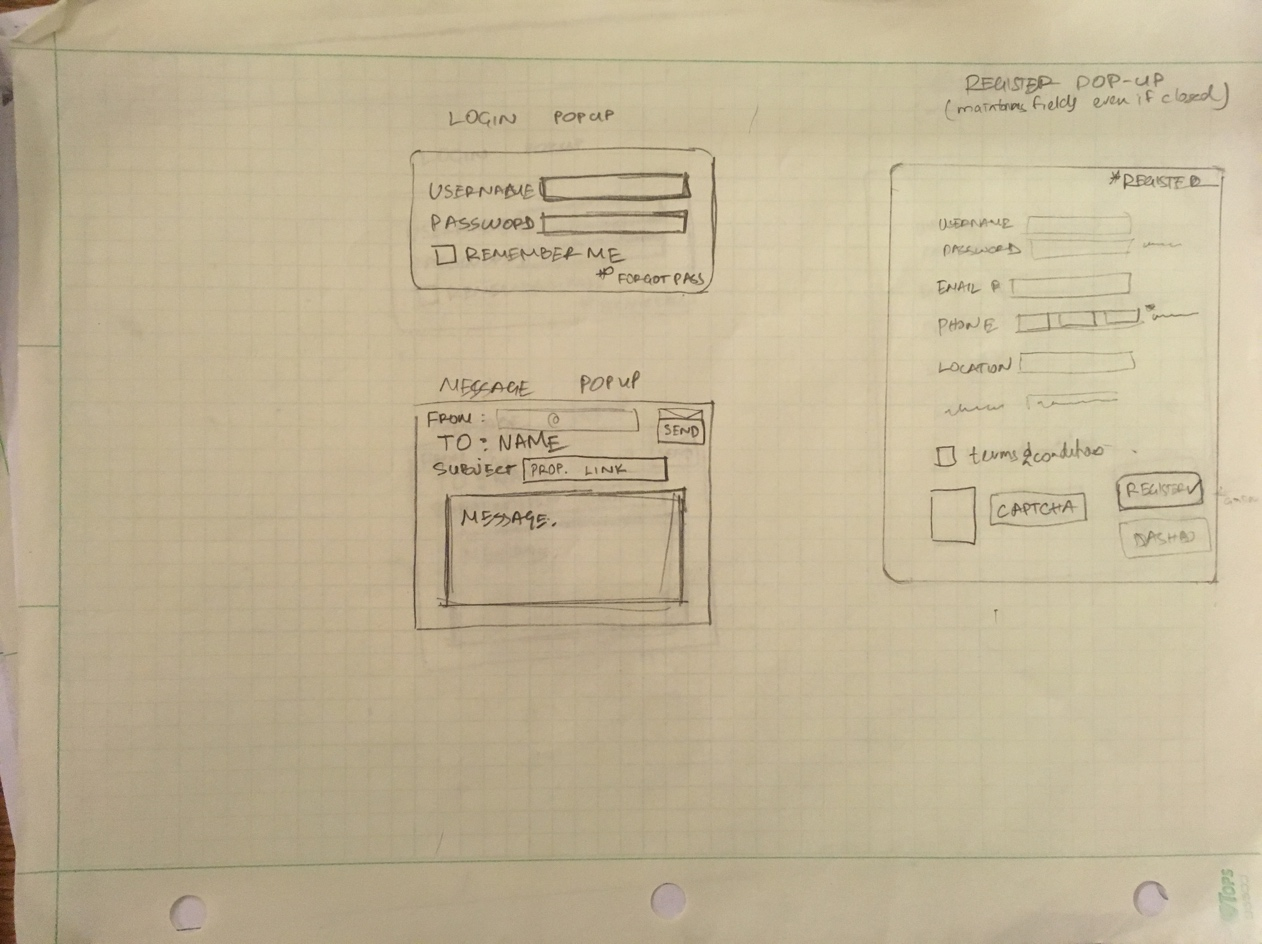 LOGIN POPUP
USERNAME
PASSWORD
REMEMBER ME
* FORGOT PASS
MESSAGE POPUP
FROM: @
SEND
TO: NAME
SUBJECT PROP. LINK
MESSAGE.
REGISTER POP-UP
(maintains fields even if closed)
*REGISTER
USERNAME
PASSWORD
EMAIL
PHONE *
LOCATION
terms & conditions
CAPTCHA
REGISTER
TOPS